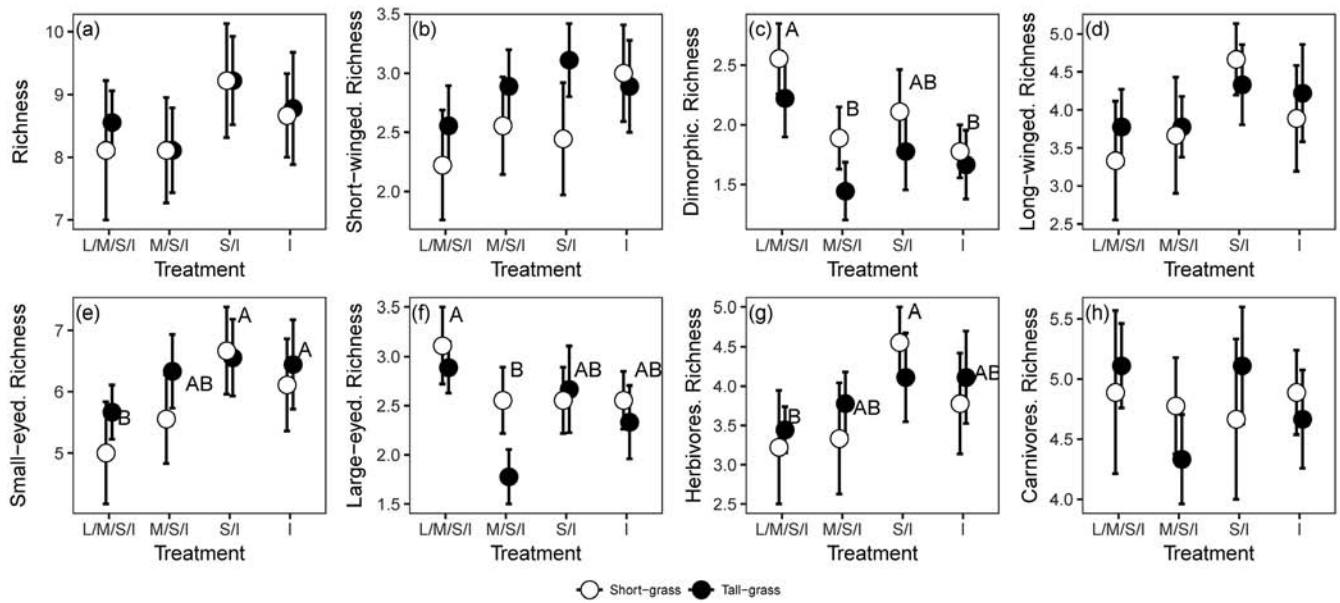 (a)
Richness
10
9
8
7
L/M/S/I M/S/I S/I I
Treatment
(b)
Short-winged. Richness
3.5
3.0
2.5
2.0
L/M/S/I M/S/I S/I I
Treatment
(c)
Dimorphic. Richness
2.5
2.0
1.5
A
B
AB
B
L/M/S/I M/S/I S/I I
Treatment
(d)
Long-winged. Richness
5.0
4.5
4.0
3.5
3.0
2.5
L/M/S/I M/S/I S/I I
Treatment
(e)
Small-eyed. Richness
7
6
5
B
AB
A
A
L/M/S/I M/S/I S/I I
Treatment
(f)
Large-eyed. Richness
3.5
3.0
2.5
2.0
1.5
A
B
AB
AB
L/M/S/I M/S/I S/I I
Treatment
(g)
Herbivores. Richness
5.0
4.5
4.0
3.5
3.0
2.5
B
AB
A
AB
L/M/S/I M/S/I S/I I
Treatment
(h)
Carnivores. Richness
5.5
5.0
4.5
4.0
L/M/S/I M/S/I S/I I
Treatment
Short-grass Tall-grass